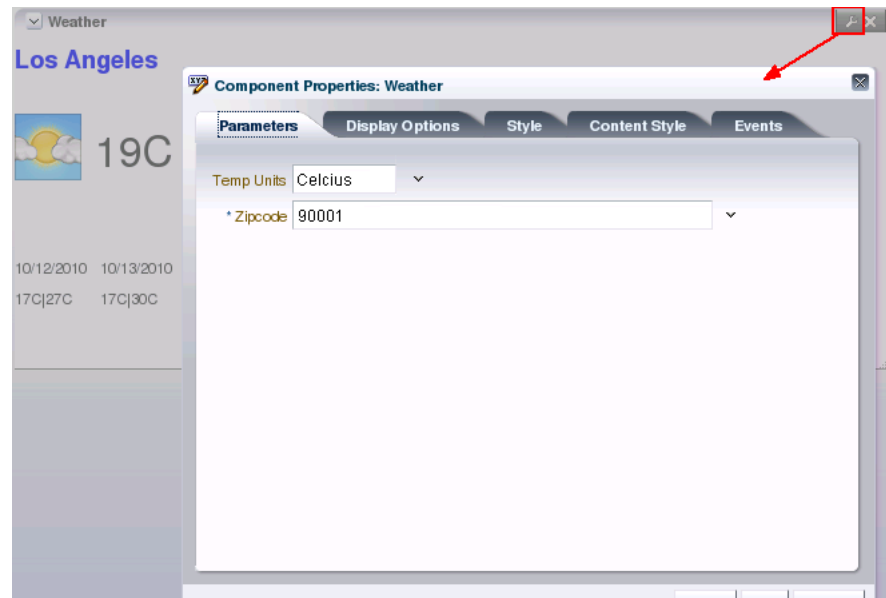 Weather
Los Angeles
Component Properties: Weather
Parameters Display Options Style Content Style Events
19C
Temp Units Celcius
* Zipcode 90001
10/12/2010 10/13/2010
17C|27C 17C|30C